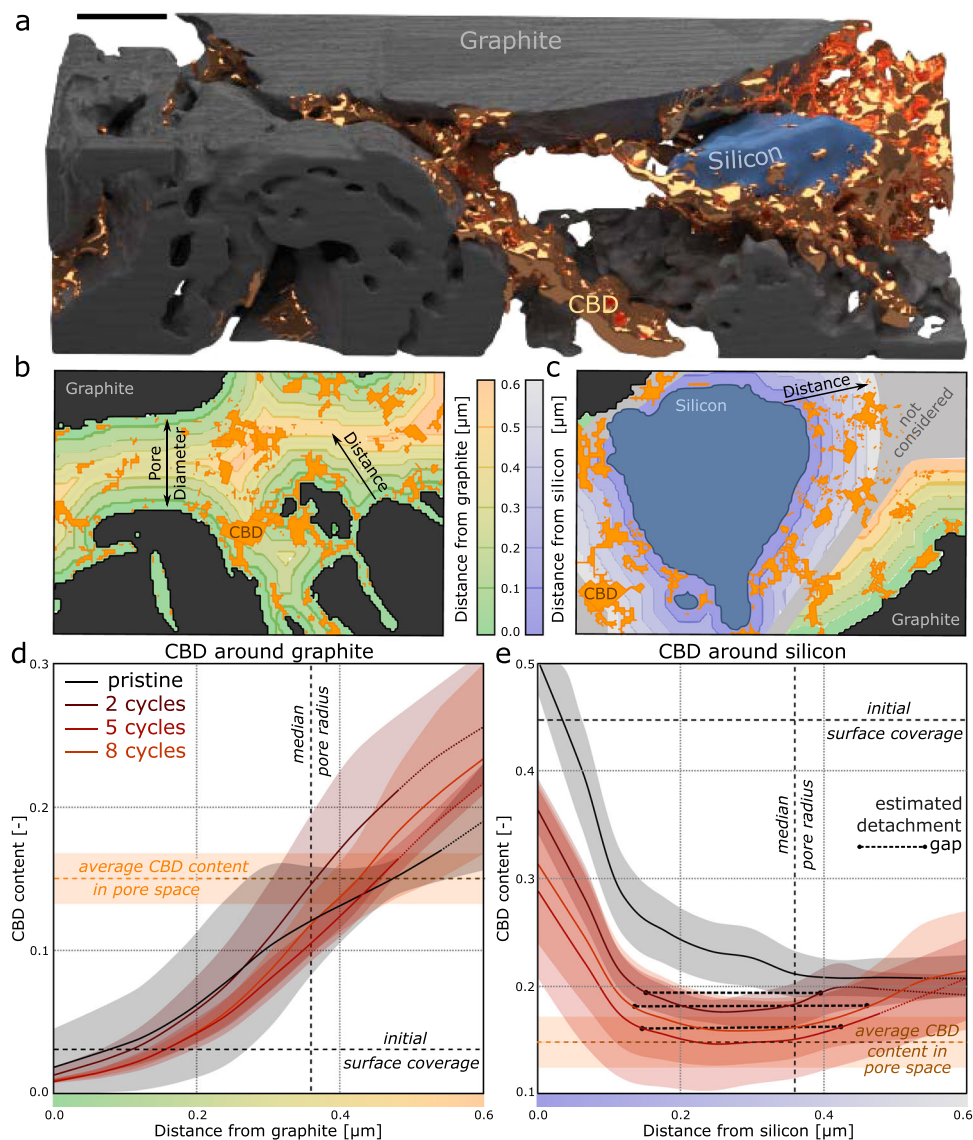 a
Graphite
Silicon
CBD
b
Graphite
Pore
Diameter
Distance
CBD
0.6
0.5
0.4
0.3
0.2
0.1
0.0
Distance from graphite [µm]
Distance from silicon [µm]
c
Silicon
Distance
not
considered
CBD
Graphite
d
CBD around graphite
0.3
0.2
0.1
0.0
CBD content [-]
pristine
2 cycles
5 cycles
8 cycles
median
pore radius
average CBD content
in pore space
initial
surface coverage
0.0
0.2
0.4
0.6
Distance from graphite [µm]
e
CBD around silicon
0.5
0.4
0.3
0.2
0.1
CBD content [-]
initial
surface coverage
median
pore radius
estimated
detachment
gap
average CBD
content in
pore space
0.0
0.2
0.4
0.6
Distance from silicon [µm]